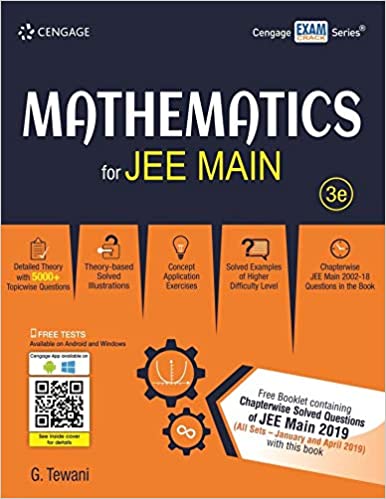 CENGAGE
Cengage EXAM CRACK Series®
MATHEMATICS
for JEE MAIN
3e
Detailed Theory
with 5000+
Topicwise Questions
Theory-based
Solved
Illustrations
Concept
Application
Exercises
Solved Examples
of Higher
Difficulty Level
Chapterwise
JEE Main 2002-18
Questions in the Book
FREE TESTS
Available on Android and Windows
Cengage App available on
See inside cover
for details
Free Booklet containing
Chapterwise Solved Questions
of JEE Main 2019
(All Sets – January and April 2019)
with this book
G. Tewani